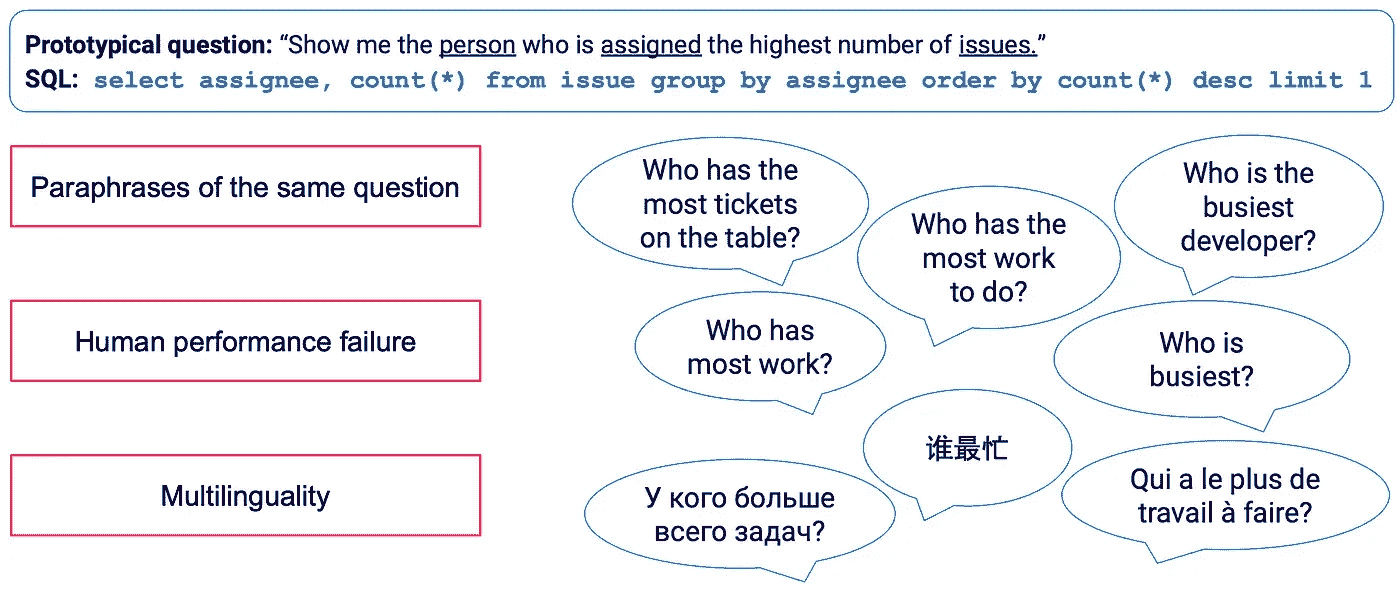 Prototypical question: “Show me the person who is assigned the highest number of issues.”
SQL: select assignee, count(*) from issue group by assignee order by count(*) desc limit 1
Paraphrases of the same question
Who has the
most tickets
on the table?
Who has the
most work
to do?
Who is the
busiest
developer?
Human performance failure
Who has
most work?
Who is
busiest?
Multilinguality
У кого больше
всего задач?
谁最忙
Qui a le plus de
travail à faire?